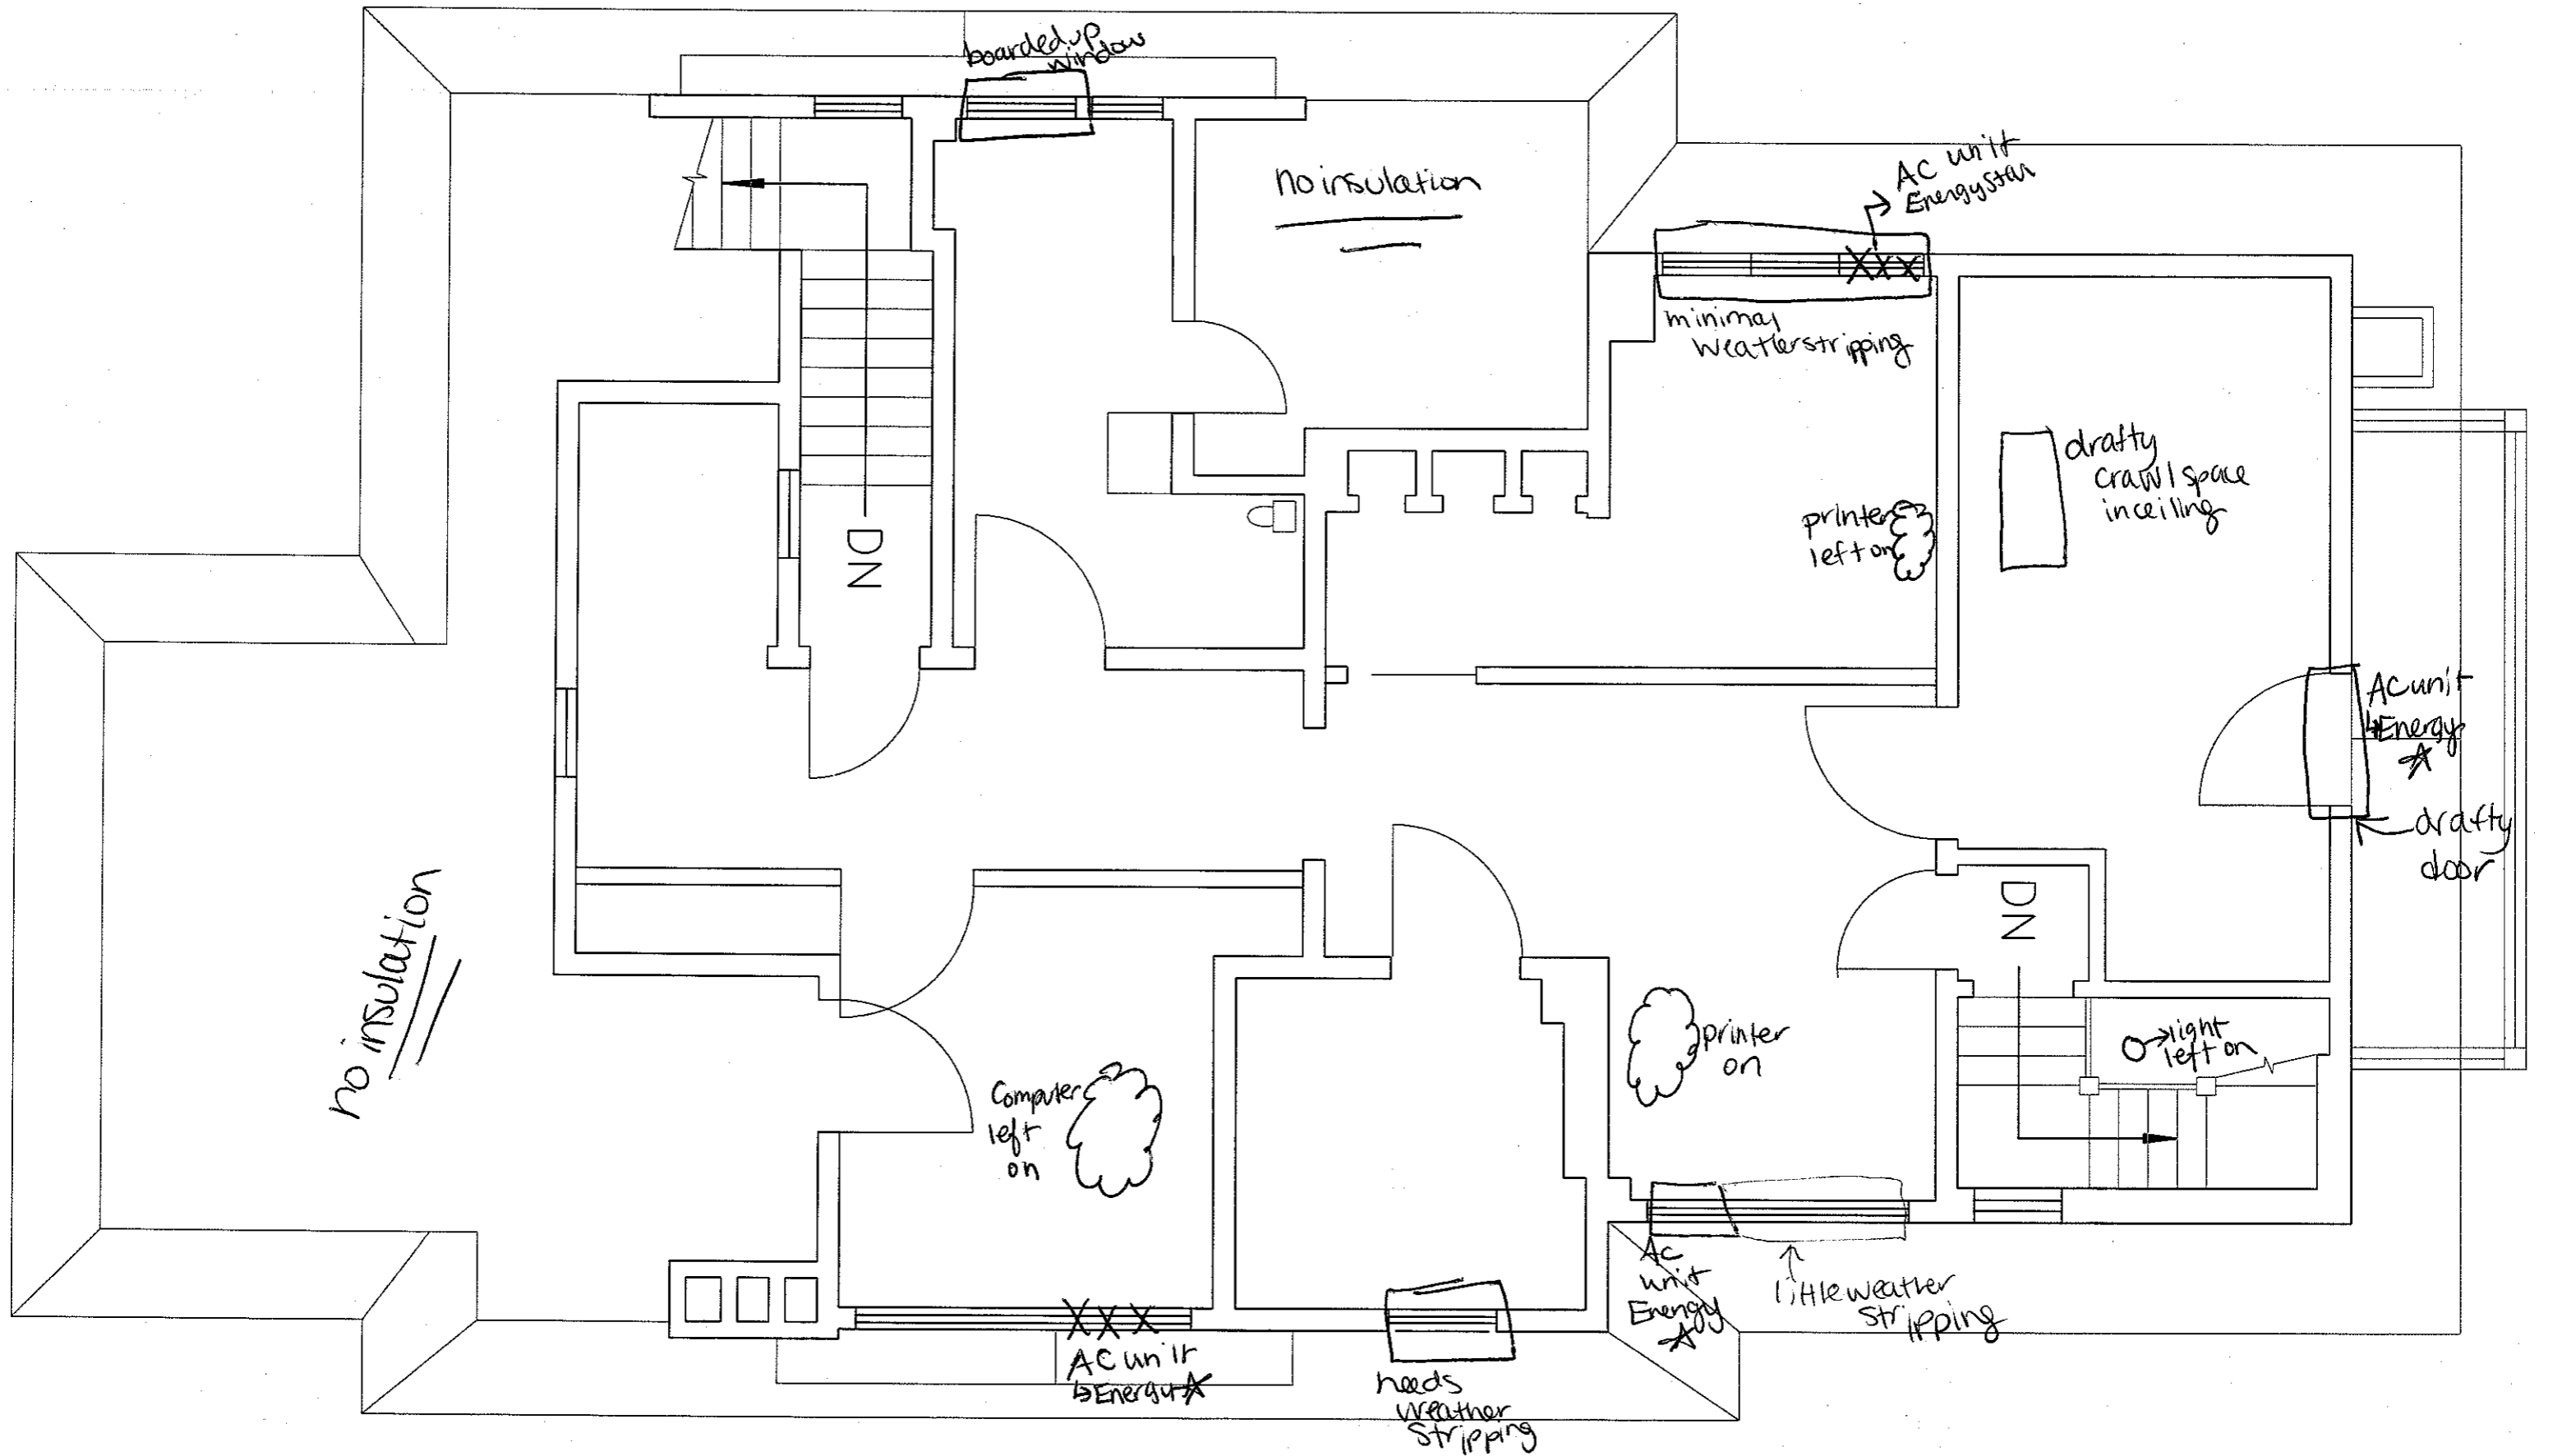 boarded up
window
no insulation
AC unit
Energy Star
minimal
weatherstripping
printer
left on
drafty
crawl space
in ceiling
DN
AC unit
↳Energy
☆
drafty
door
DN
no insulation
light
left on
printer
on
Computer
left
on
AC
unit
Energy
☆
little weather
stripping
AC unit
↳Energy☆
needs
weather
stripping